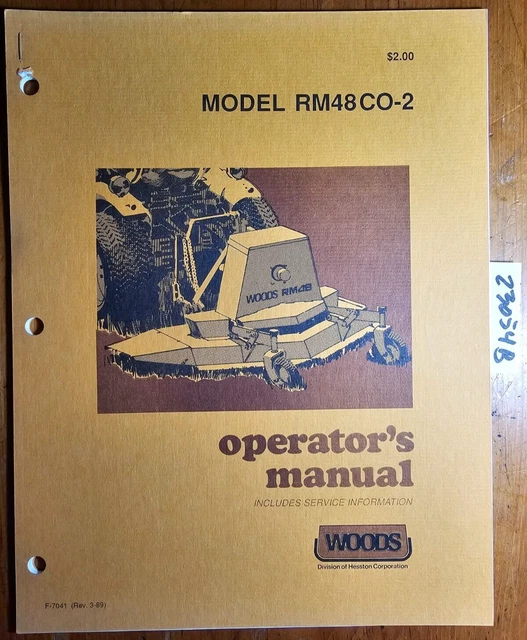 $2.00
MODEL RM48CO-2
WOODS RM48
operator's
manual
INCLUDES SERVICE INFORMATION
WOODS
Division of Hesston Corporation
F-7041 (Rev. 3-89)